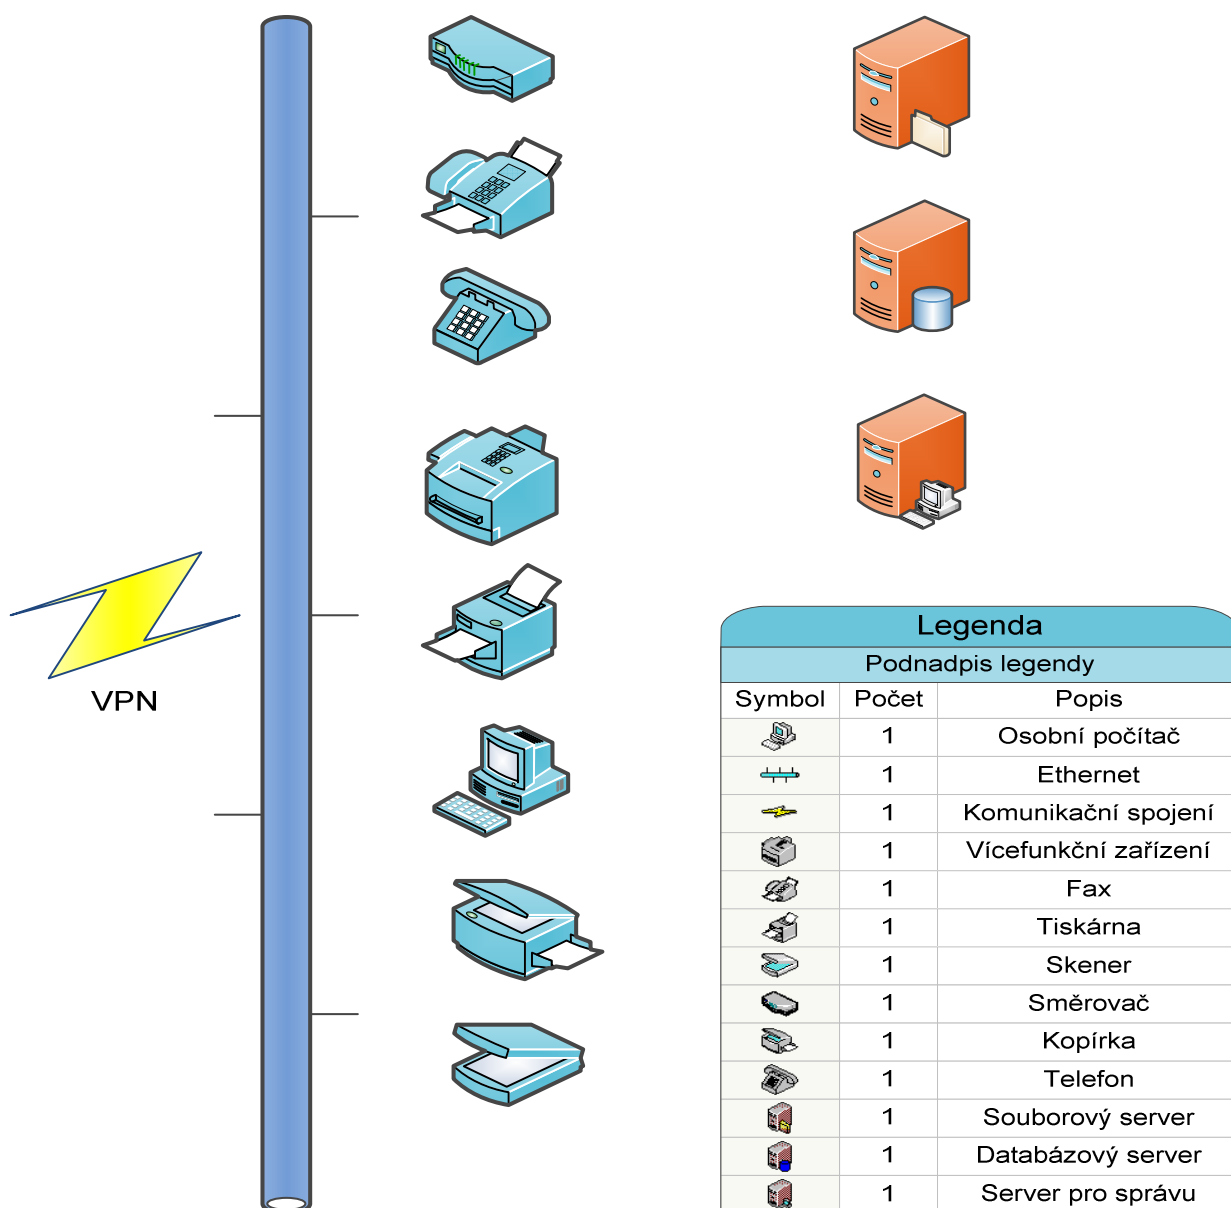 VPN
Legenda
Podnadpis legendy
Symbol Počet Popis
1 Osobní počítač
1 Ethernet
1 Komunikační spojení
1 Vícefunkční zařízení
1 Fax
1 Tiskárna
1 Skener
1 Směrovač
1 Kopírka
1 Telefon
1 Souborový server
1 Databázový server
1 Server pro správu